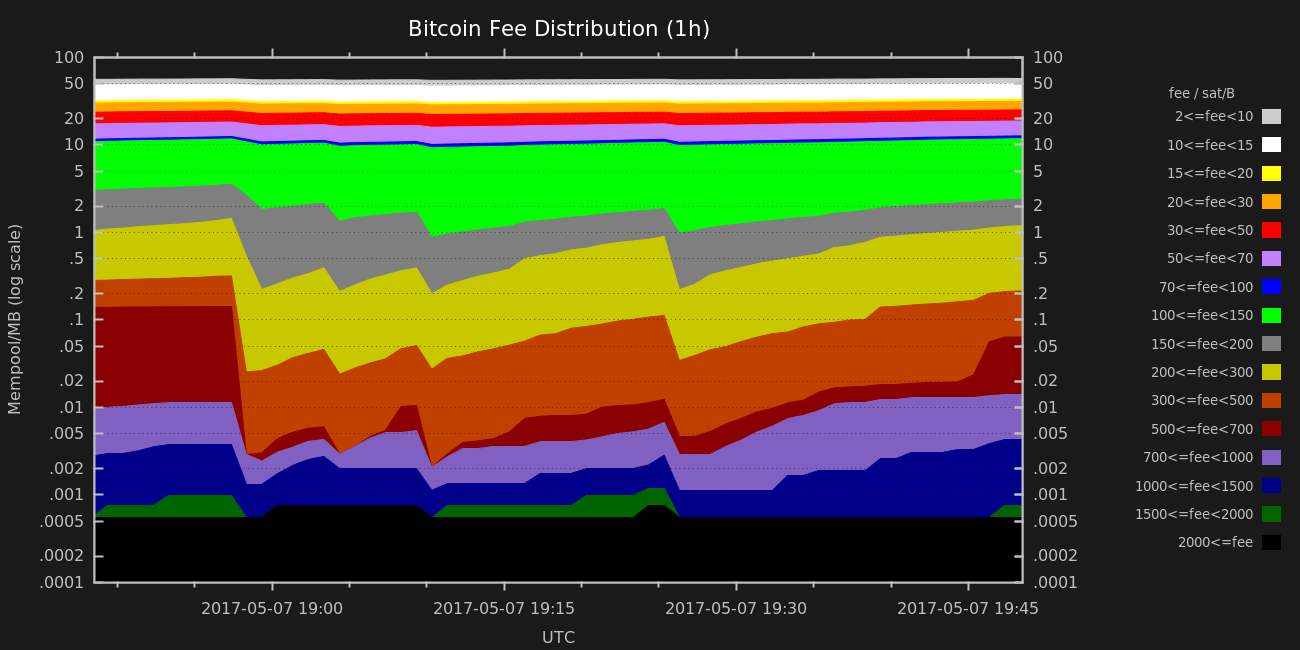 Bitcoin Fee Distribution (1h)
100 100
50 50
20 20
10 10
5 5
2 2
1 1
.5 .5
.2 .2
.1 .1
.05 .05
.02 .02
.01 .01
.005 .005
.002 .002
.001 .001
.0005 .0005
.0002 .0002
.0001 .0001
Mempool/MB (log scale)
2017-05-07 19:00 2017-05-07 19:15 2017-05-07 19:30 2017-05-07 19:45
UTC
fee / sat/B
2<=fee<10
10<=fee<15
15<=fee<20
20<=fee<30
30<=fee<50
50<=fee<70
70<=fee<100
100<=fee<150
150<=fee<200
200<=fee<300
300<=fee<500
500<=fee<700
700<=fee<1000
1000<=fee<1500
1500<=fee<2000
2000<=fee